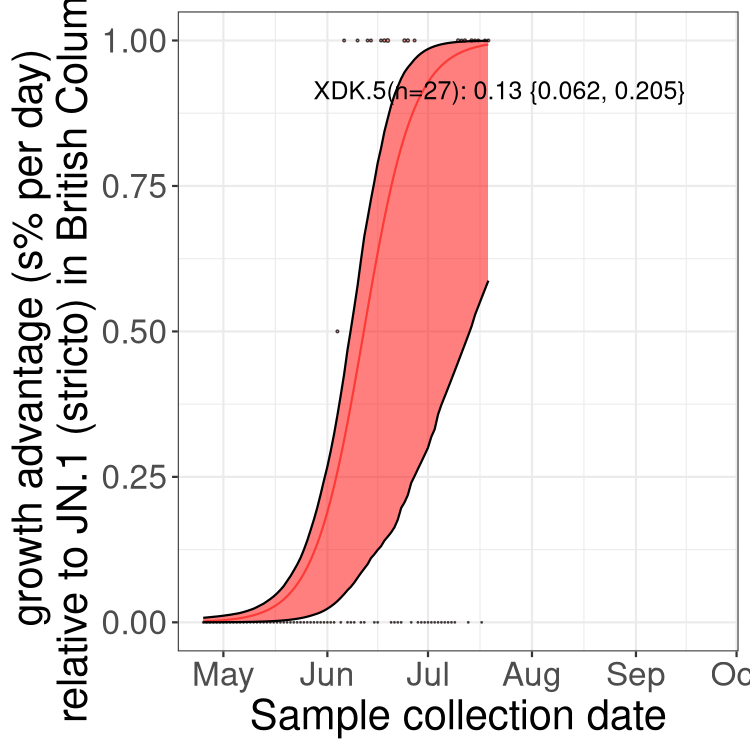 growth advantage (s% per day)
relative to JN.1 (stricto) in British Colum
1.00
0.75
0.50
0.25
0.00
XDK.5(n=27): 0.13 {0.062, 0.205}
May Jun Jul Aug Sep Oc
Sample collection date